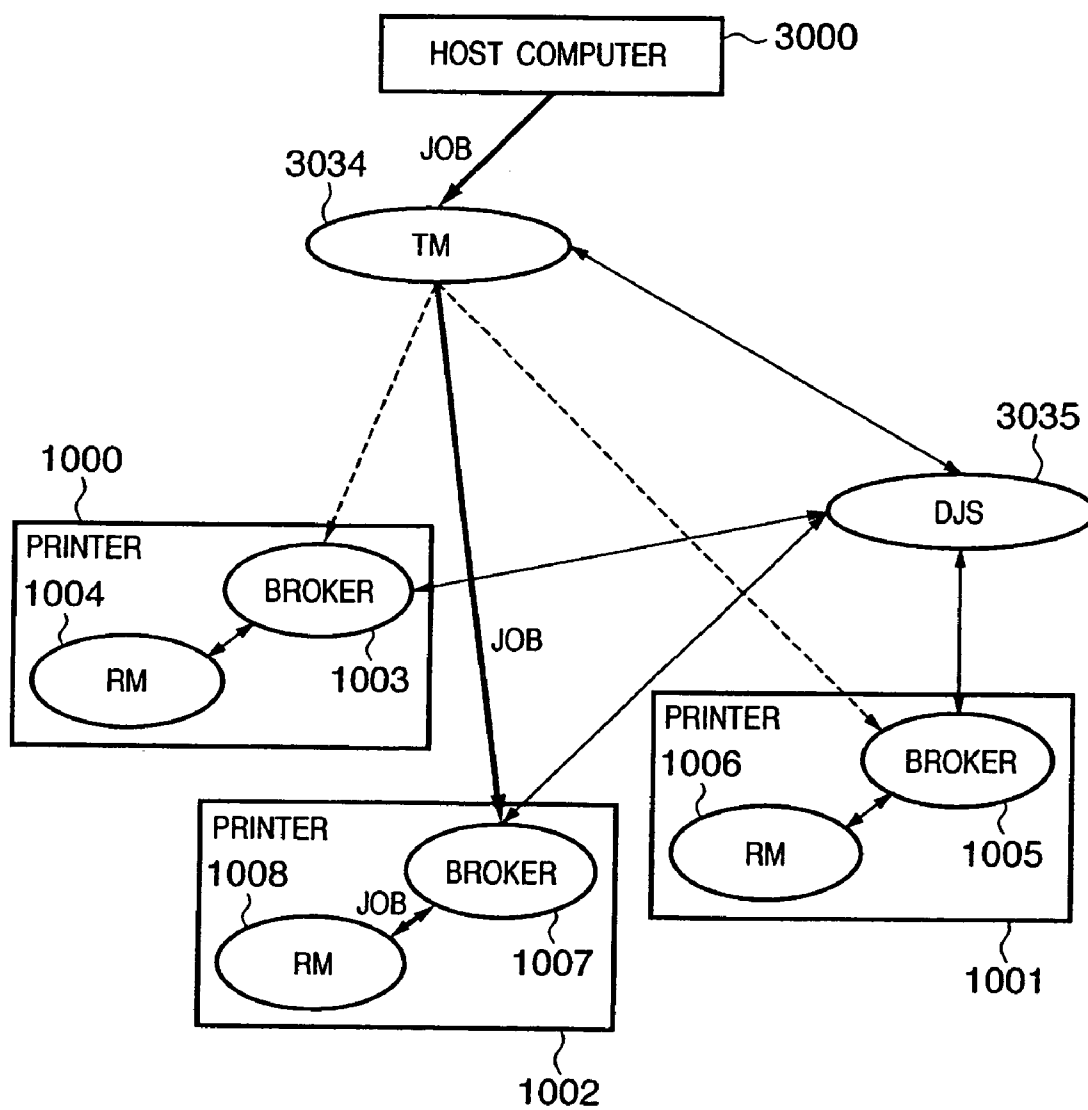 HOST COMPUTER
3000
JOB
3034
TM
3035
DJS
1000
PRINTER
1004
BROKER
RM
1003
JOB
PRINTER
1006
BROKER
RM
1005
1001
PRINTER
1008
BROKER
JOB
RM
1007
1002